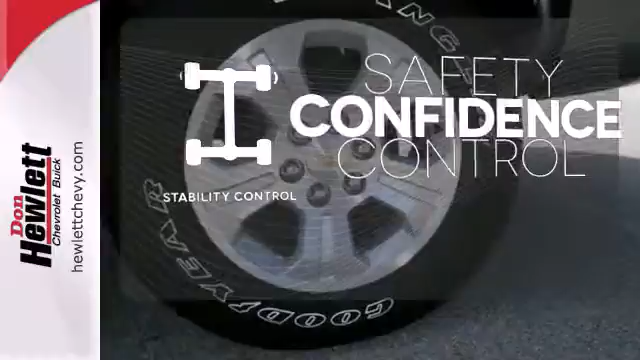 Don
Hewlett
Chevrolet Buick
hewlettchevy.com
STABILITY CONTROL
SAFETY
CONFIDENCE
CONTROL
GOODYEAR